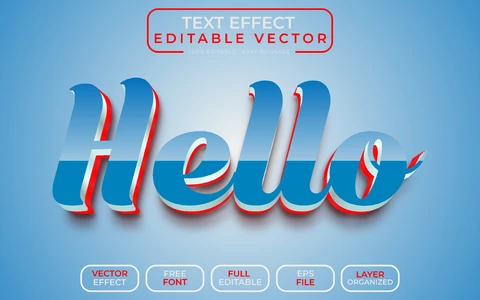 TEXT EFFECT
EDITABLE VECTOR
Hello
VECTOR
EFFECT
FREE
FONT
FULL
EDITABLE
EPS
FILE
LAYER
ORGANIZED